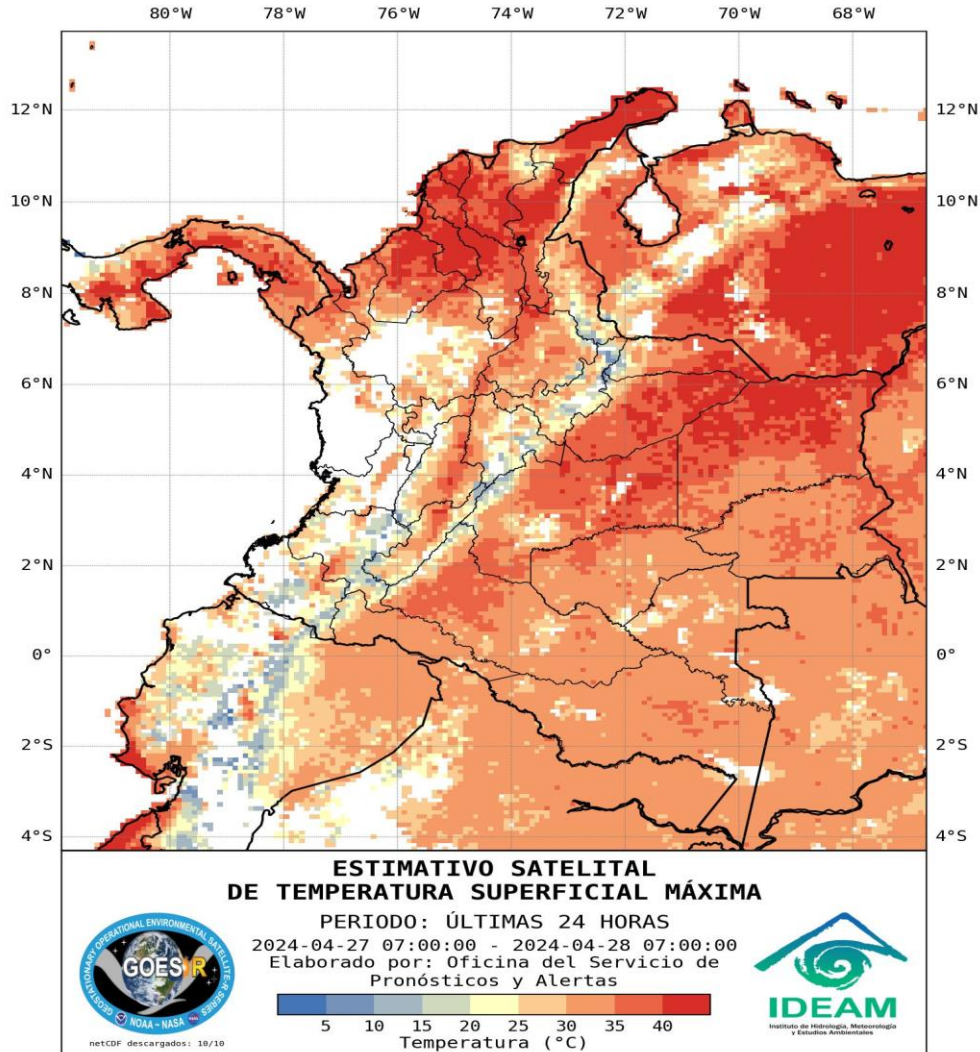 80°W 78°W 76°W 74°W 72°W 70°W 68°W
12°N 12°N
10°N 10°N
8°N 8°N
6°N 6°N
4°N 4°N
2°N 2°N
0° 0°
2°S 2°S
4°S 4°S
ESTIMATIVO SATELITAL
DE TEMPERATURA SUPERFICIAL MÁXIMA
PERIODO: ÚLTIMAS 24 HORAS
2024-04-27 07:00:00 - 2024-04-28 07:00:00
Elaborado por: Oficina del Servicio de
Pronósticos y Alertas
5 10 15 20 25 30 35 40
Temperatura (°C)
GEOSTATIONARY OPERATIONAL ENVIRONMENTAL SATELLITE-R SERIES
GOES R
NOAA - NASA
netCDF descargados: 10/10
IDEAM
Instituto de Hidrología, Meteorología
y Estudios Ambientales